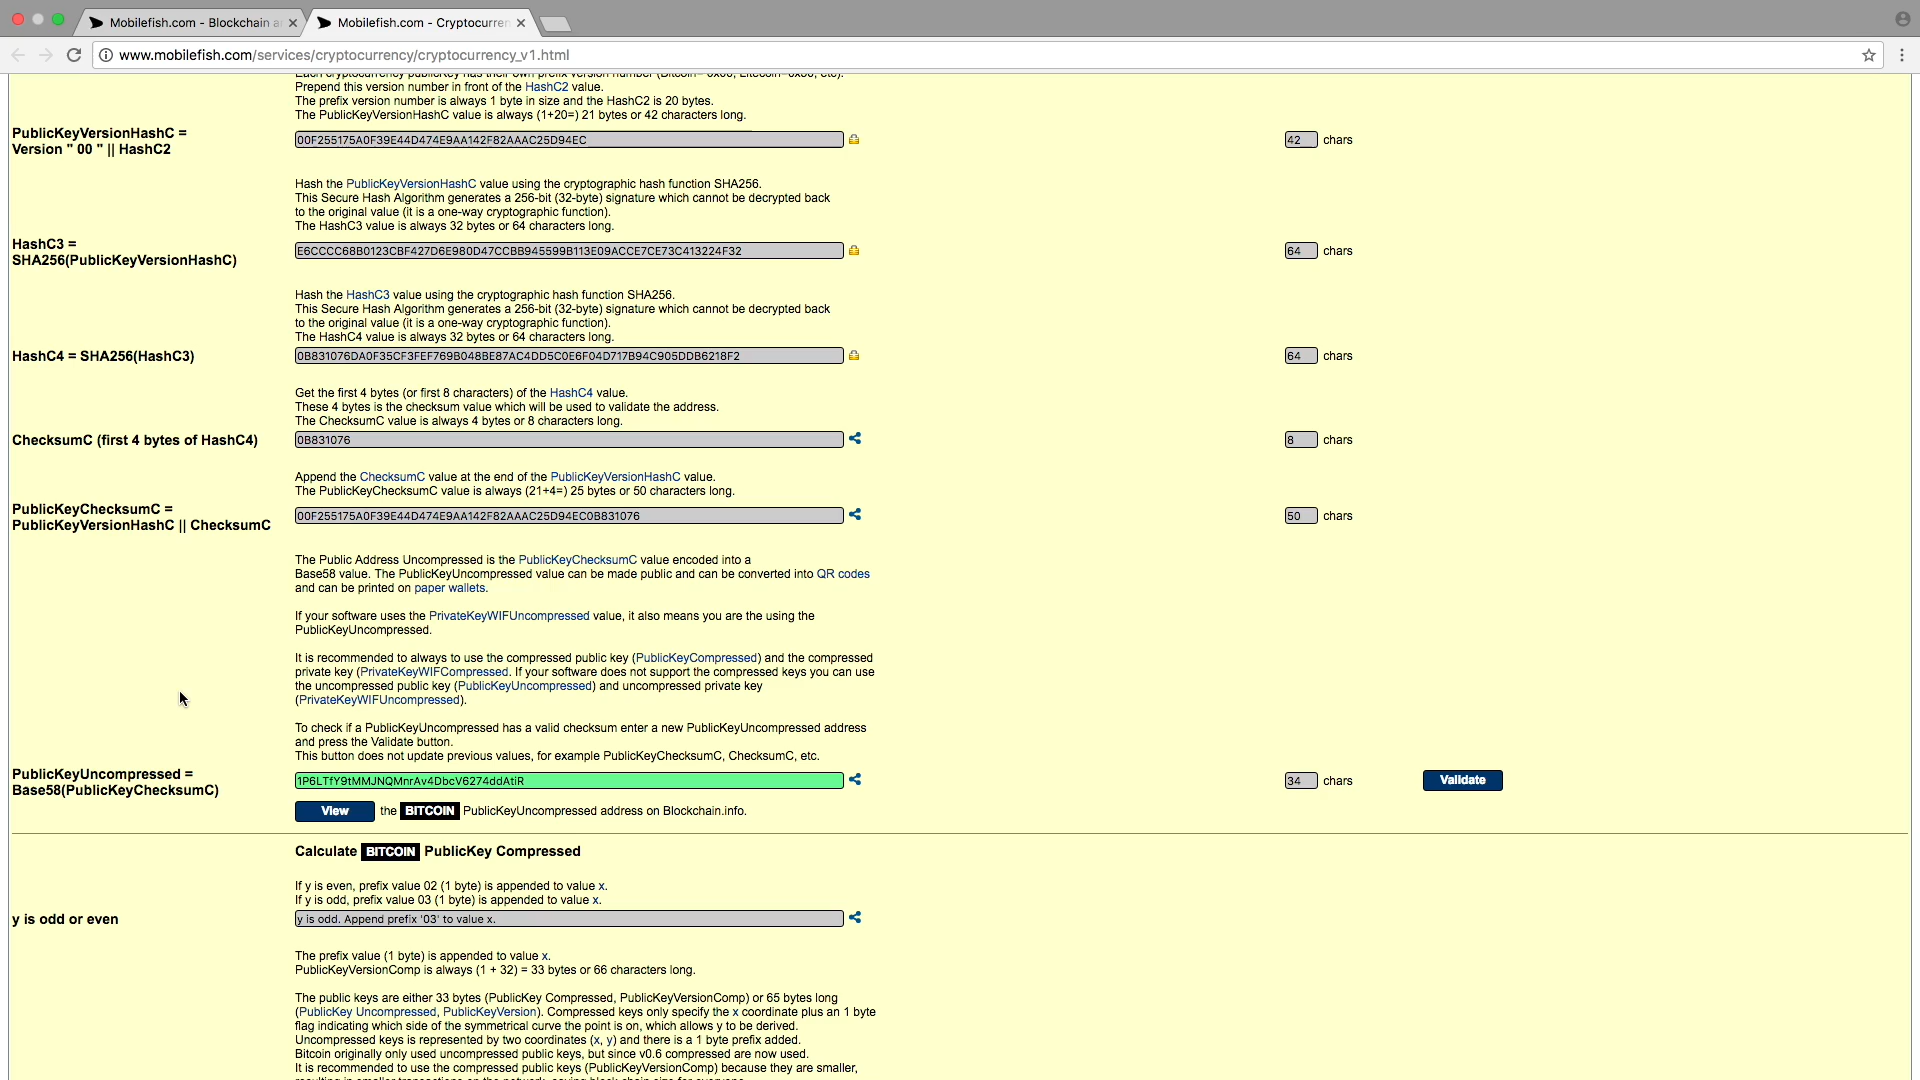 Mobilefish.com - Blockchain a
Mobilefish.com - Cryptocurren
www.mobilefish.com/services/cryptocurrency/cryptocurrency_v1.html
Prepend this version number in front of the HashC2 value.
The prefix version number is always 1 byte in size and the HashC2 is 20 bytes.
The PublicKeyVersionHashC value is always (1+20=) 21 bytes or 42 characters long.
PublicKeyVersionHashC =
Version " 00 " || HashC2
00F255175A0F39E44D474E9AA142F82AAAC25D94EC
42 chars
Hash the PublicKeyVersionHashC value using the cryptographic hash function SHA256.
This Secure Hash Algorithm generates a 256-bit (32-byte) signature which cannot be decrypted back
to the original value (it is a one-way cryptographic function).
The HashC3 value is always 32 bytes or 64 characters long.
HashC3 =
SHA256(PublicKeyVersionHashC)
E6CCCC68B0123CBF427D6E980D47CCBB945599B113E09ACCE7CE73C413224F32
64 chars
Hash the HashC3 value using the cryptographic hash function SHA256.
This Secure Hash Algorithm generates a 256-bit (32-byte) signature which cannot be decrypted back
to the original value (it is a one-way cryptographic function).
The HashC4 value is always 32 bytes or 64 characters long.
HashC4 = SHA256(HashC3)
0B831076DA0F35CF3FEF769B048BE87AC4DD5C0E6F04D717B94C905DDB6218F2
64 chars
Get the first 4 bytes (or first 8 characters) of the HashC4 value.
These 4 bytes is the checksum value which will be used to validate the address.
The ChecksumC value is always 4 bytes or 8 characters long.
ChecksumC (first 4 bytes of HashC4)
0B831076
8 chars
Append the ChecksumC value at the end of the PublicKeyVersionHashC value.
The PublicKeyChecksumC value is always (21+4=) 25 bytes or 50 characters long.
PublicKeyChecksumC =
PublicKeyVersionHashC || ChecksumC
00F255175A0F39E44D474E9AA142F82AAAC25D94EC0B831076
50 chars
The Public Address Uncompressed is the PublicKeyChecksumC value encoded into a
Base58 value. The PublicKeyUncompressed value can be made public and can be converted into QR codes
and can be printed on paper wallets.
If your software uses the PrivateKeyWIFUncompressed value, it also means you are the using the
PublicKeyUncompressed.
It is recommended to always to use the compressed public key (PublicKeyCompressed) and the compressed
private key (PrivateKeyWIFCompressed. If your software does not support the compressed keys you can use
the uncompressed public key (PublicKeyUncompressed) and uncompressed private key
(PrivateKeyWIFUncompressed).
To check if a PublicKeyUncompressed has a valid checksum enter a new PublicKeyUncompressed address
and press the Validate button.
This button does not update previous values, for example PublicKeyChecksumC, ChecksumC, etc.
PublicKeyUncompressed =
Base58(PublicKeyChecksumC)
1P6LTfY9tMMJNQMnrAv4DbcV6274ddAtiR
34 chars
Validate
View the BITCOIN PublicKeyUncompressed address on Blockchain.info.
Calculate BITCOIN PublicKey Compressed
If y is even, prefix value 02 (1 byte) is appended to value x.
If y is odd, prefix value 03 (1 byte) is appended to value x.
y is odd or even
y is odd. Append prefix '03' to value x.
The prefix value (1 byte) is appended to value x.
PublicKeyVersionComp is always (1 + 32) = 33 bytes or 66 characters long.
The public keys are either 33 bytes (PublicKey Compressed, PublicKeyVersionComp) or 65 bytes long
(PublicKey Uncompressed, PublicKeyVersion). Compressed keys only specify the x coordinate plus an 1 byte
flag indicating which side of the symmetrical curve the point is on, which allows y to be derived.
Uncompressed keys is represented by two coordinates (x, y) and there is a 1 byte prefix added.
Bitcoin originally only used uncompressed public keys, but since v0.6 compressed are now used.
It is recommended to use the compressed public keys (PublicKeyVersionComp) because they are smaller,